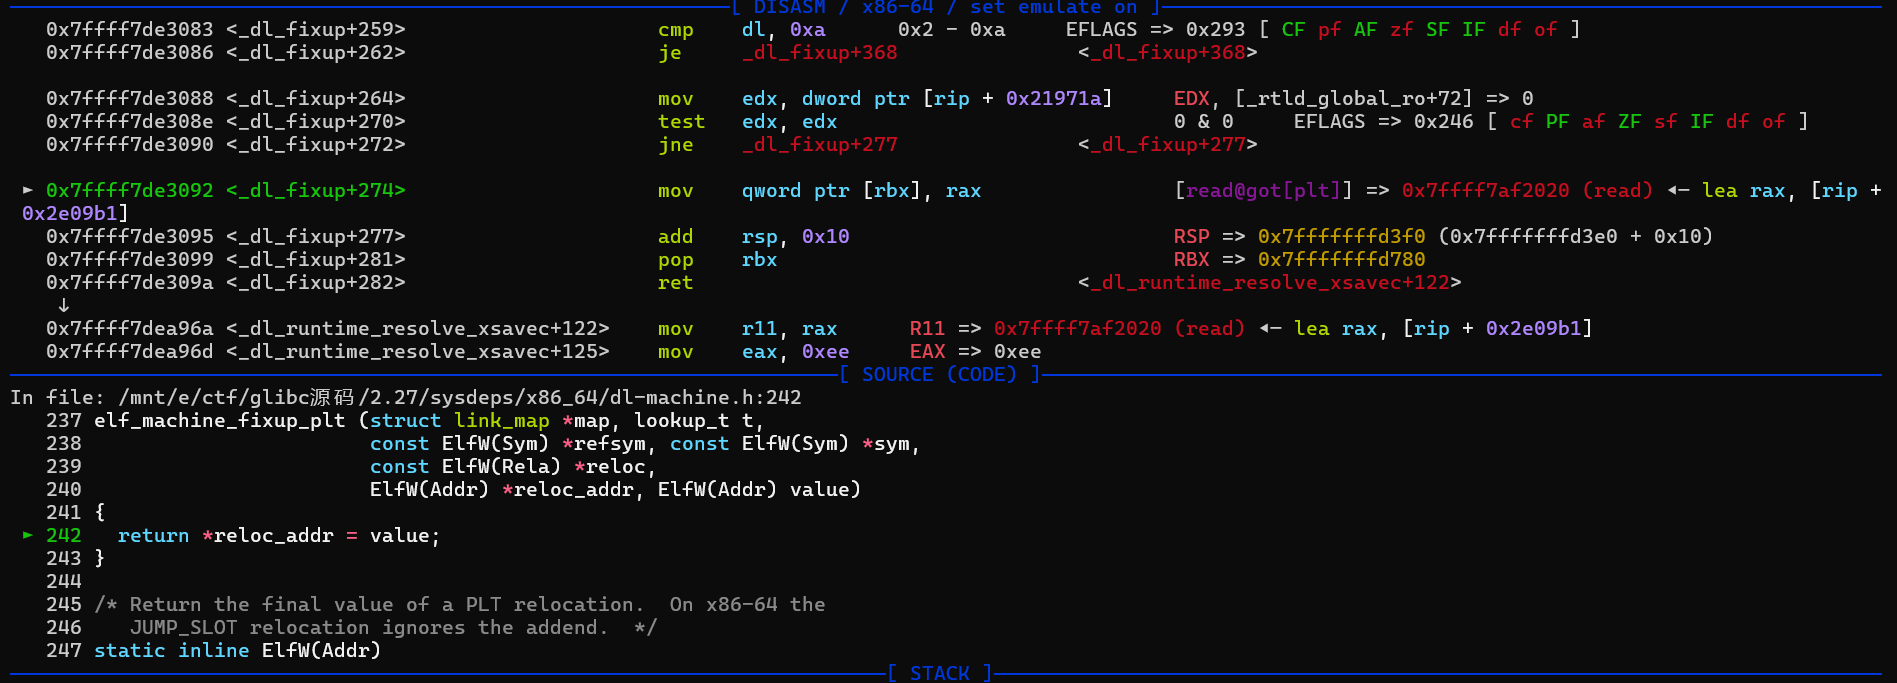 [ DISASM / x86-64 / set emulate on ]
0x7ffff7de3083 <_dl_fixup+259> cmp dl, 0xa 0x2 - 0xa EFLAGS => 0x293 [ CF pf AF zf SF IF df of ]
0x7ffff7de3086 <_dl_fixup+262> je _dl_fixup+368 <_dl_fixup+368>
0x7ffff7de3088 <_dl_fixup+264> mov edx, dword ptr [rip + 0x21971a] EDX, [_rtld_global_ro+72] => 0
0x7ffff7de308e <_dl_fixup+270> test edx, edx 0 & 0 EFLAGS => 0x246 [ cf PF af ZF sf IF df of ]
0x7ffff7de3090 <_dl_fixup+272> jne _dl_fixup+277 <_dl_fixup+277>
► 0x7ffff7de3092 <_dl_fixup+274> mov qword ptr [rbx], rax [read@got[plt]] => 0x7ffff7af2020 (read) ◂— lea rax, [rip +
0x2e09b1]
0x7ffff7de3095 <_dl_fixup+277> add rsp, 0x10 RSP => 0x7fffffffd3f0 (0x7fffffffd3e0 + 0x10)
0x7ffff7de3099 <_dl_fixup+281> pop rbx RBX => 0x7fffffffd780
0x7ffff7de309a <_dl_fixup+282> ret <_dl_runtime_resolve_xsavec+122>
↓
0x7ffff7dea96a <_dl_runtime_resolve_xsavec+122> mov r11, rax R11 => 0x7ffff7af2020 (read) ◂— lea rax, [rip + 0x2e09b1]
0x7ffff7dea96d <_dl_runtime_resolve_xsavec+125> mov eax, 0xee EAX => 0xee
[ SOURCE (CODE) ]
In file: /mnt/e/ctf/glibc源码/2.27/sysdeps/x86_64/dl-machine.h:242
237 elf_machine_fixup_plt (struct link_map *map, lookup_t t,
238 const ElfW(Sym) *refsym, const ElfW(Sym) *sym,
239 const ElfW(Rela) *reloc,
240 ElfW(Addr) *reloc_addr, ElfW(Addr) value)
241 {
► 242 return *reloc_addr = value;
243 }
244
245 /* Return the final value of a PLT relocation. On x86-64 the
246 JUMP_SLOT relocation ignores the addend. */
247 static inline ElfW(Addr)
[ STACK ]